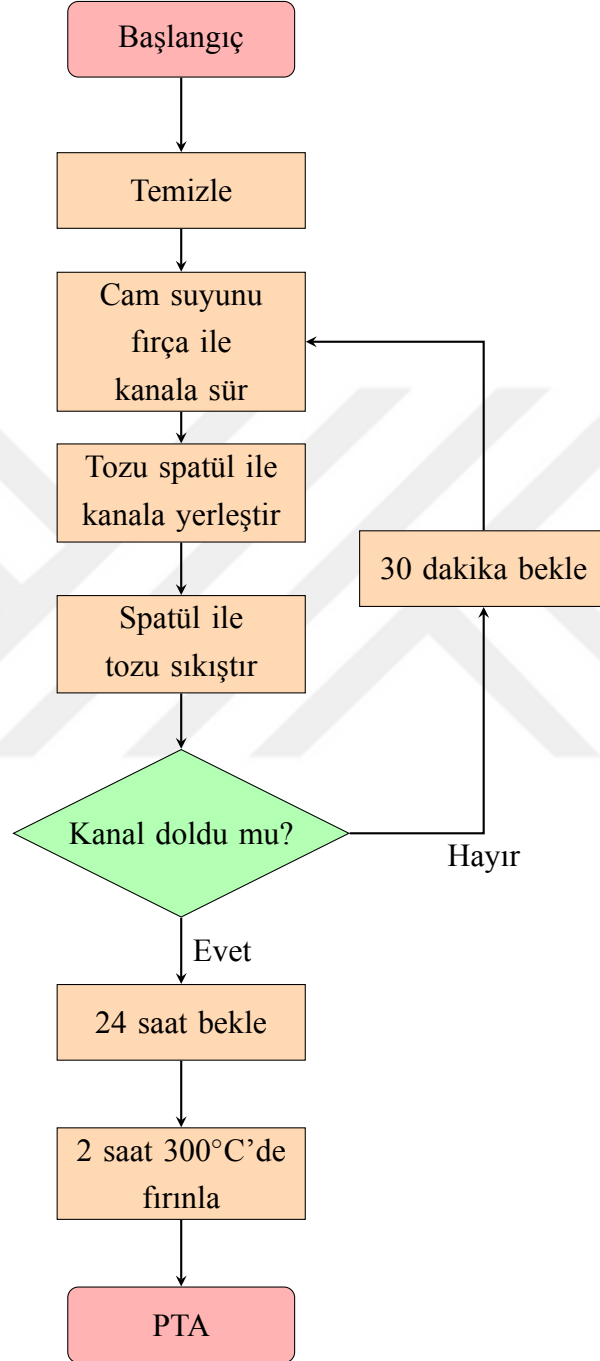 Başlangıç
Temizle
Cam suyunu
fırça ile
kanala sür
Tozu spatül ile
kanala yerleştir
30 dakika bekle
Spatül ile
tozu sıkıştır
Kanal doldu mu?
Hayır
Evet
24 saat bekle
2 saat 300°C’de
fırınla
PTA